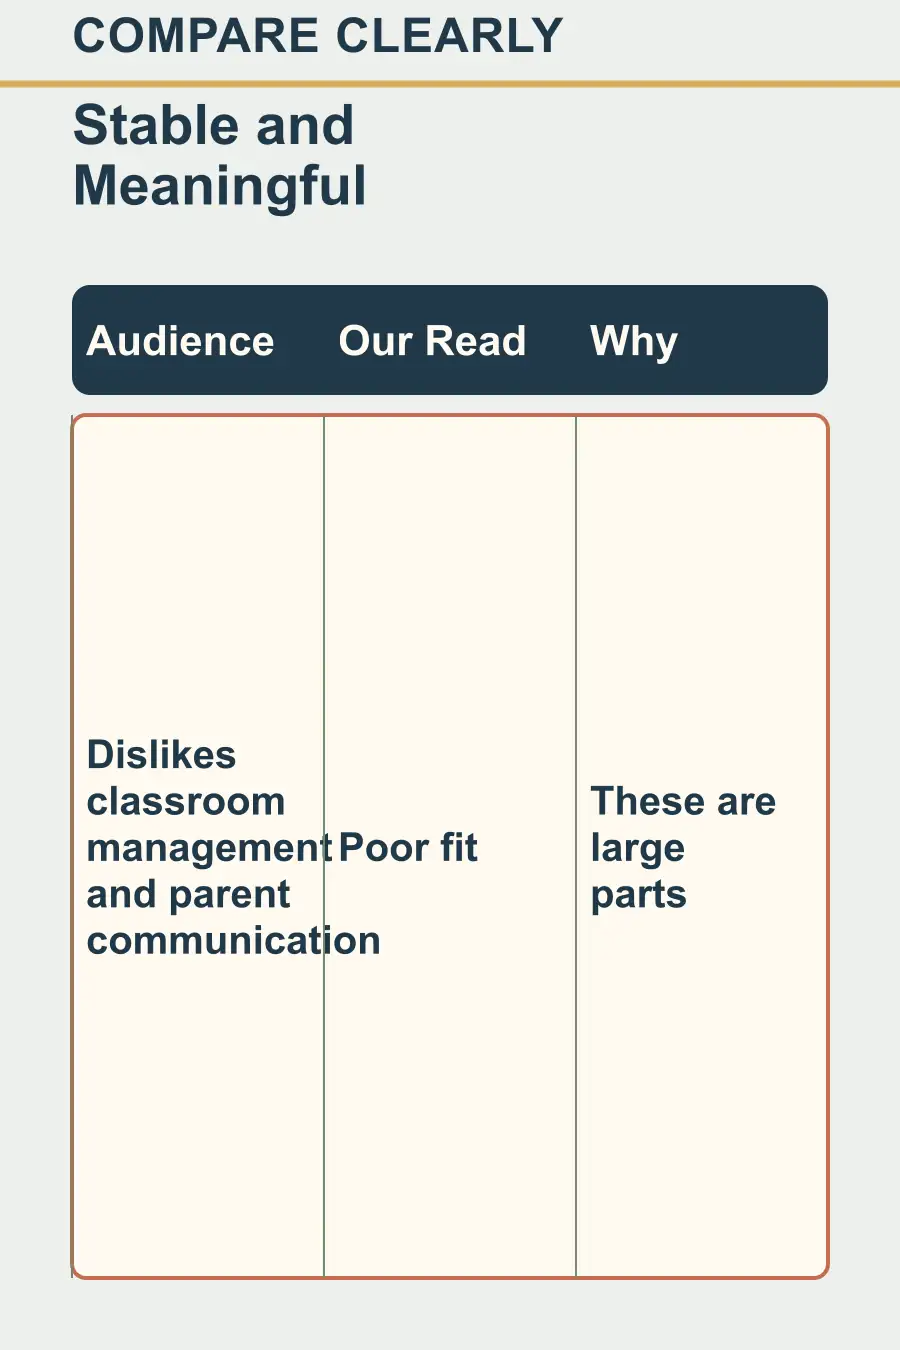 COMPARE CLEARLY
Stable and
Meaningful
Audience
Our Read
Why
Dislikes
classroom
management
and parent
communication
Poor fit
These are
large
parts